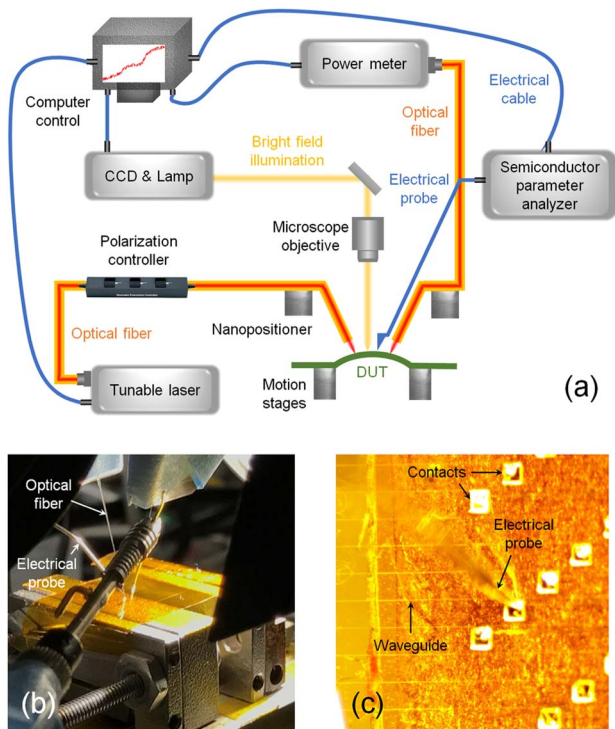 Computer
control
Power meter
Electrical
cable
Optical
fiber
Bright field
illumination
CCD & Lamp
Electrical
probe
Semiconductor
parameter
analyzer
Microscope
objective
Polarization
controller
Nanopositioner
Optical fiber
Tunable laser
Motion
stages
DUT
(a)
Optical
fiber
Electrical
probe
(b)
Contacts
Electrical
probe
Waveguide
(c)